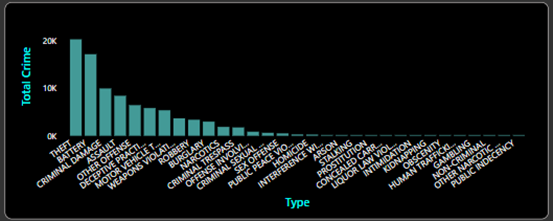 Total Crime
20K
0K
THEFT
BATTERY
CRIMINAL DAMAGE
ASSAULT
OTHER OFFENSE
DECEPTIVE PRACTI...
MOTOR VEHICLE T...
WEAPONS VIOLATI...
ROBBERY
BURGLARY
NARCOTICS
CRIMINAL TRESPASS
OFFENSE INVOLVI...
CRIMINAL SEXUAL...
SEX OFFENSE
PUBLIC PEACE VIO...
HOMICIDE
INTERFERENCE WI...
ARSON
STALKING
PROSTITUTION
CONCEALED CARR...
LIQUOR LAW VIOL...
INTIMIDATION
KIDNAPPING
OBSCENITY
HUMAN TRAFFICKI...
GAMBLING
NON-CRIMINAL
OTHER NARCOTIC...
PUBLIC INDECENCY
Type